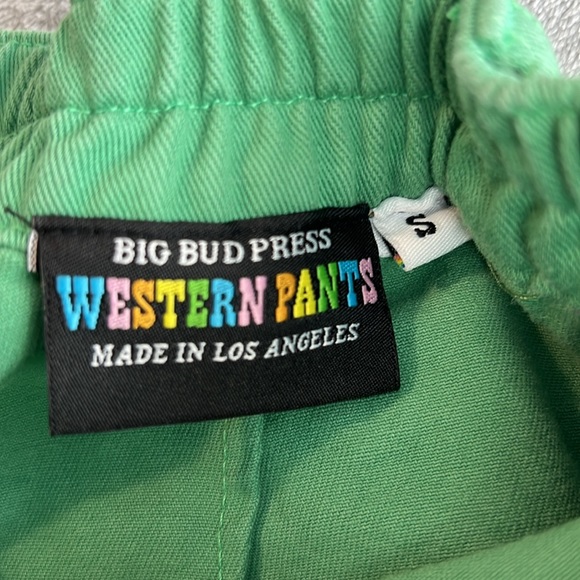 BIG BUD PRESS
WESTERN PANTS
MADE IN LOS ANGELES
S